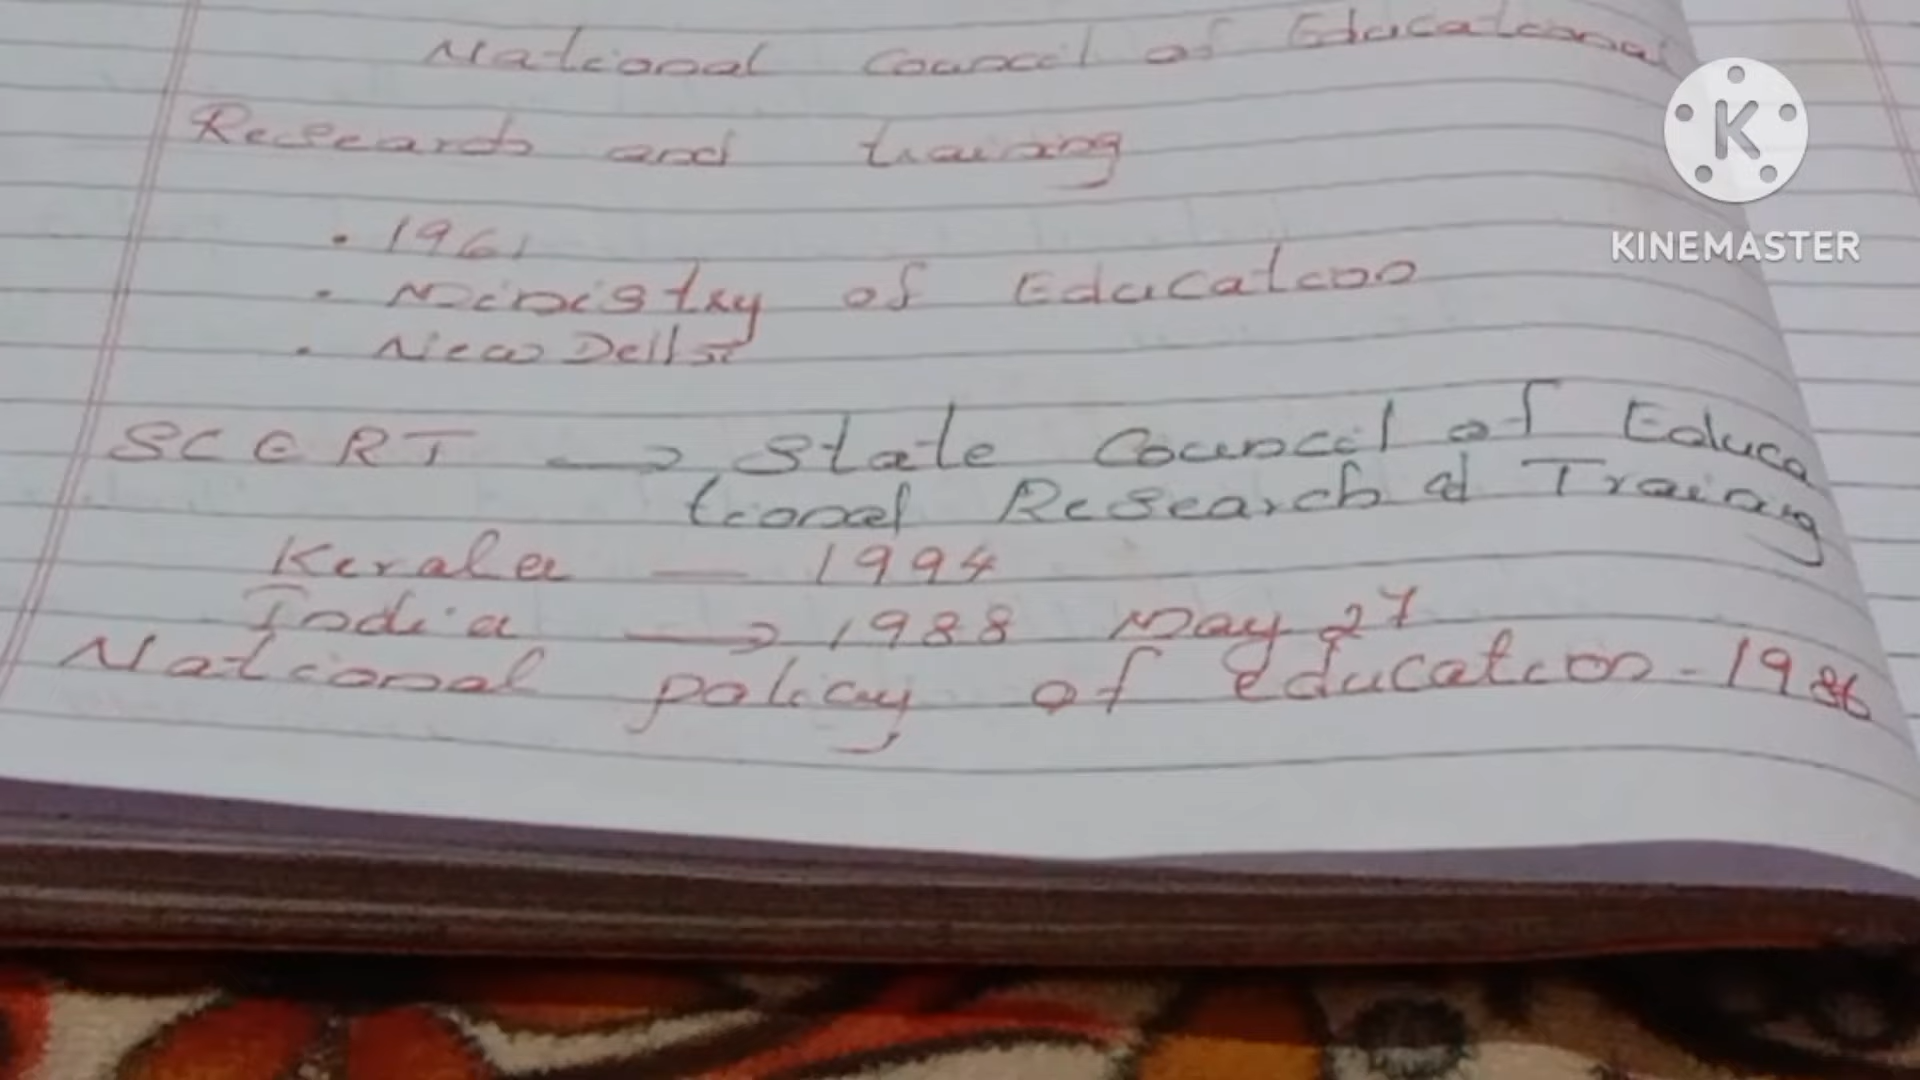 National Council of Educational
Research and training
. 1961
. Ministry of Education
. New Delhi
SCERT → State Council of Educa
tional Research & Training
Kerala — 1994
India → 1988 May 27
National policy of education - 1986
K
KINEMASTER